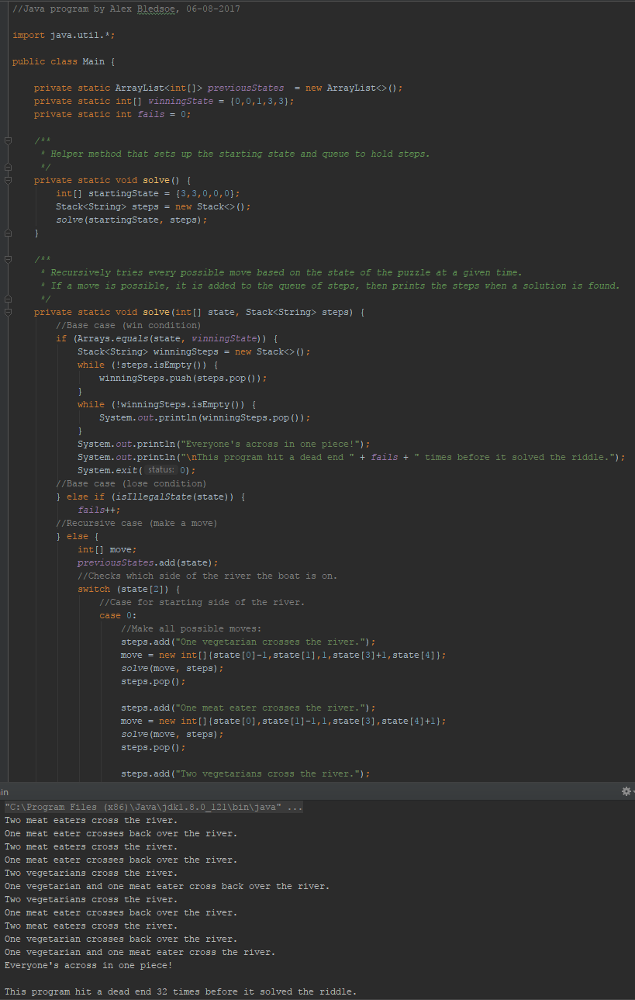 //Java program by Alex Bledsoe, 06-08-2017
import java.util.*;
public class Main {
private static ArrayList<int[]> previousStates  = new ArrayList<>();
private static int[] winningState = {0,0,1,3,3};
private static int fails = 0;
/**
* Helper method that sets up the starting state and queue to hold steps.
*/
private static void solve() {
int[] startingState = {3,3,0,0,0};
Stack<String> steps = new Stack<>();
solve(startingState, steps);
}
/**
* Recursively tries every possible move based on the state of the puzzle at a given time.
* If a move is possible, it is added to the queue of steps, then prints the steps when a solution is found.
*/
private static void solve(int[] state, Stack<String> steps) {
//Base case (win condition)
if (Arrays.equals(state, winningState)) {
Stack<String> winningSteps = new Stack<>();
while (!steps.isEmpty()) {
winningSteps.push(steps.pop());
}
while (!winningSteps.isEmpty()) {
System.out.println(winningSteps.pop());
}
System.out.println("Everyone's across in one piece!");
System.out.println("\nThis program hit a dead end " + fails + " times before it solved the riddle.");
System.exit( status: 0);
//Base case (lose condition)
} else if (isIllegalState(state)) {
fails++;
//Recursive case (make a move)
} else {
int[] move;
previousStates.add(state);
//Checks which side of the river the boat is on.
switch (state[2]) {
//Case for starting side of the river.
case 0:
//Make all possible moves:
steps.add("One vegetarian crosses the river.");
move = new int[]{state[0]-1,state[1],1,state[3]+1,state[4]};
solve(move, steps);
steps.pop();
steps.add("One meat eater crosses the river.");
move = new int[]{state[0],state[1]-1,1,state[3],state[4]+1};
solve(move, steps);
steps.pop();
steps.add("Two vegetarians cross the river.");
in
"C:\Program Files (x86)\Java\jdk1.8.0_121\bin\java" ...
Two meat eaters cross the river.
One meat eater crosses back over the river.
Two meat eaters cross the river.
One meat eater crosses back over the river.
Two vegetarians cross the river.
One vegetarian and one meat eater cross back over the river.
Two vegetarians cross the river.
One meat eater crosses back over the river.
Two meat eaters cross the river.
One vegetarian crosses back over the river.
One vegetarian and one meat eater cross the river.
Everyone's across in one piece!
This program hit a dead end 32 times before it solved the riddle.